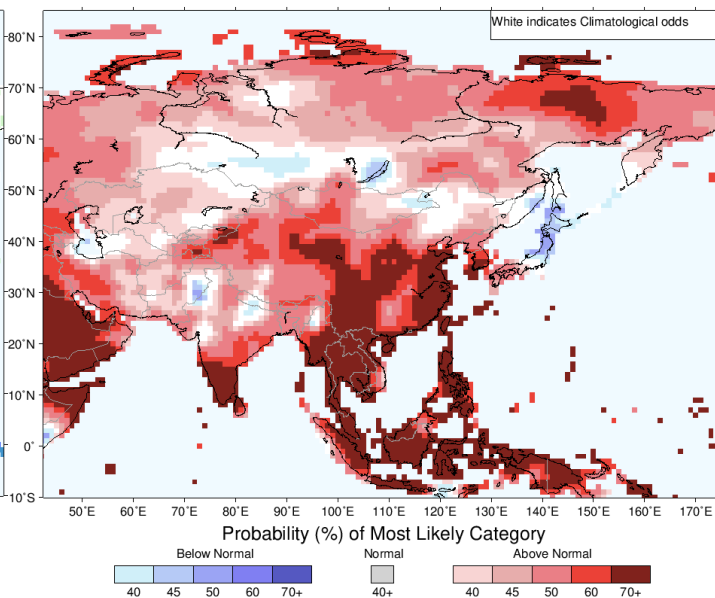 White indicates Climatological odds
80°N
70°N
60°N
50°N
40°N
30°N
20°N
10°N
0°
10°S
50°E 60°E 70°E 80°E 90°E 100°E 110°E 120°E 130°E 140°E 150°E 160°E 170°E
Probability (%) of Most Likely Category
Below Normal Normal Above Normal
40 45 50 60 70+ 40+ 40 45 50 60 70+